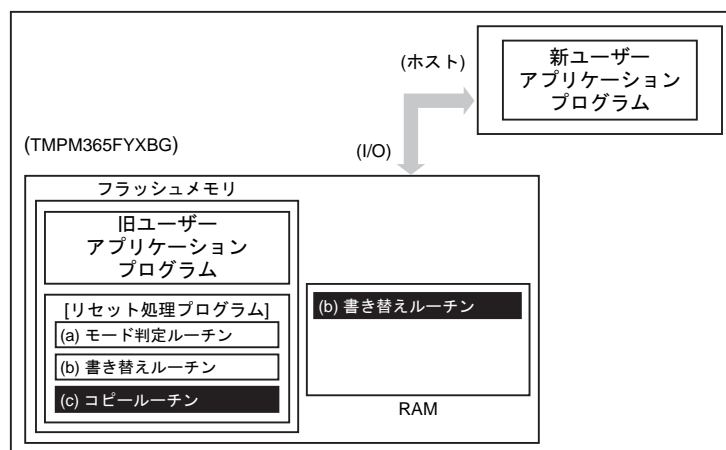 (ホスト)
新ユーザー
アプリケーション
プログラム
(TMPM365FYXBG)
(I/O)
フラッシュメモリ
旧ユーザー
アプリケーション
プログラム
[リセット処理プログラム]
(a) モード判定ルーチン
(b) 書き替えルーチン
(c) コピールーチン
(b) 書き替えルーチン
RAM